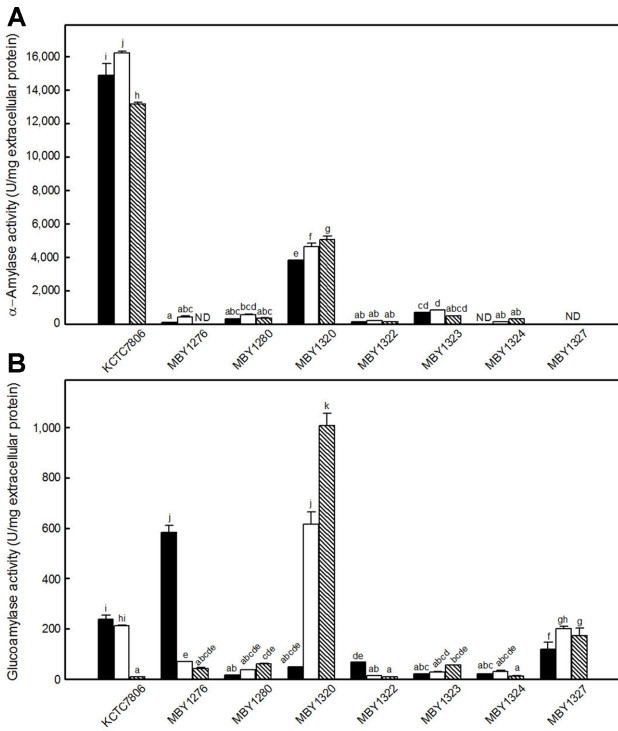 A
α−Amylase activity (U/mg extracellular protein)
16,000
14,000
12,000
10,000
8,000
6,000
4,000
2,000
0
i j h
a abc ND
abc bcd abc
e f g
ab ab ab
cd d abcd
ND ab ab
ND
KCTC7806 MBY1276 MBY1280 MBY1320 MBY1322 MBY1323 MBY1324 MBY1327
B
Glucoamylase activity (U/mg extracellular protein)
1,000
800
600
400
200
0
i hi a
j e abcde
ab abcde cde
abcde j k
de ab a
abc abcd bcde
abc abcde a
f gh g
KCTC7806 MBY1276 MBY1280 MBY1320 MBY1322 MBY1323 MBY1324 MBY1327